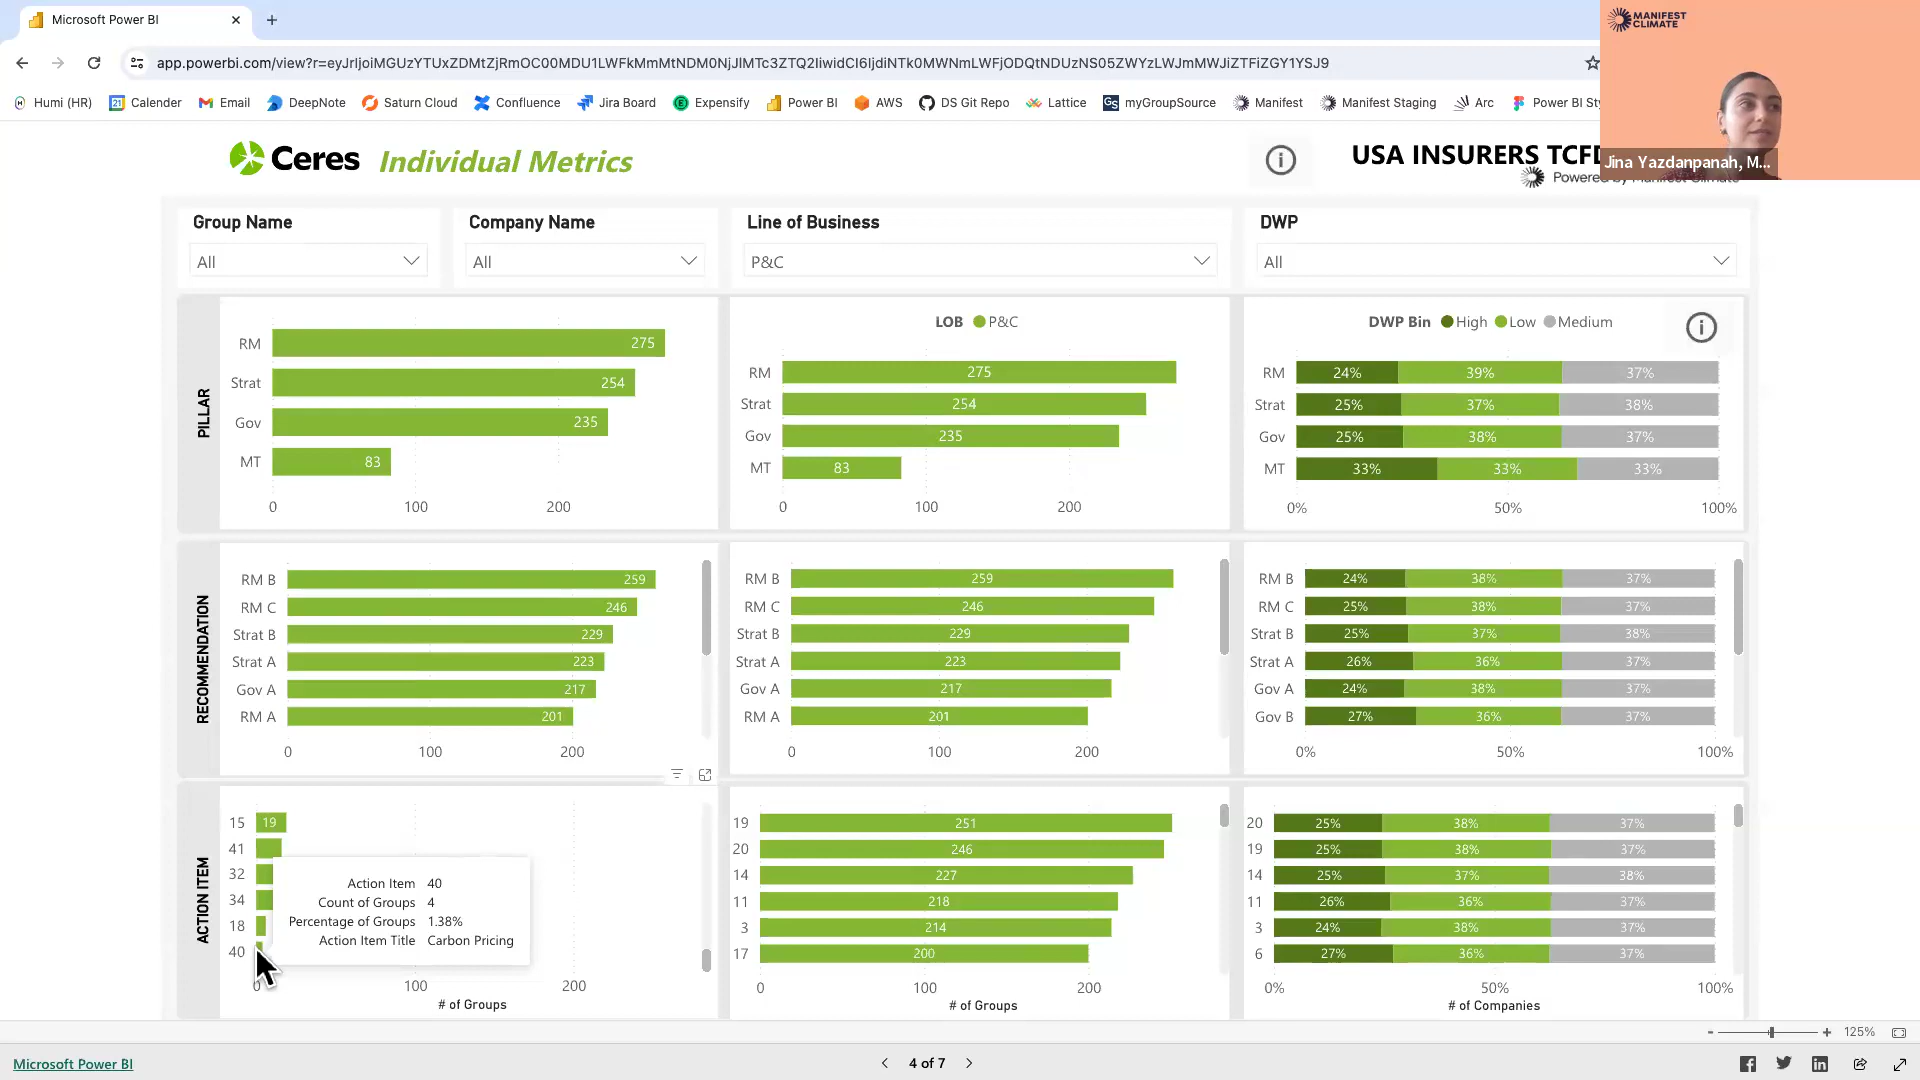 Microsoft Power BI
app.powerbi.com/view?r=eyJrIjoiMGUzYTUxZDMtZjRmOC00MDU1LWFkMmMtNDM0NjJlMTc3ZTQ2IiwidCI6IjdiNTk0MWNmLWFjODQtNDUzNS05ZWYzLWJmMWJiZTFiZGY1YSJ9
Humi (HR) Calendar Email DeepNote Saturn Cloud Confluence Jira Board Expensify Power BI AWS DS Git Repo Lattice myGroupSource Manifest Manifest Staging Arc Power BI Sty
MANIFEST
CLIMATE
Jina Yazdanpanah, M...
Ceres Individual Metrics
USA INSURERS TCFD
Powered by Manifest Climate
Group Name Company Name Line of Business DWP
All All P&C All
PILLAR
RM 275
Strat 254
Gov 235
MT 83
0 100 200
LOB P&C
RM 275
Strat 254
Gov 235
MT 83
0 100 200
DWP Bin High Low Medium
RM 24% 39% 37%
Strat 25% 37% 38%
Gov 25% 38% 37%
MT 33% 33% 33%
0% 50% 100%
RECOMMENDATION
RM B 259
RM C 246
Strat B 229
Strat A 223
Gov A 217
RM A 201
0 100 200
RM B 259
RM C 246
Strat B 229
Strat A 223
Gov A 217
RM A 201
0 100 200
RM B 24% 38% 37%
RM C 25% 38% 37%
Strat B 25% 37% 38%
Strat A 26% 36% 37%
Gov A 24% 38% 37%
Gov B 27% 36% 37%
0% 50% 100%
ACTION ITEM
15 19
41
32
34
18
40
Action Item 40
Count of Groups 4
Percentage of Groups 1.38%
Action Item Title Carbon Pricing
0 100 200
# of Groups
19 251
20 246
14 227
11 218
3 214
17 200
0 100 200
# of Groups
20 25% 38% 37%
19 25% 38% 37%
14 25% 37% 38%
11 26% 36% 37%
3 24% 38% 37%
6 27% 36% 37%
0% 50% 100%
# of Companies
- + 125%
Microsoft Power BI
4 of 7